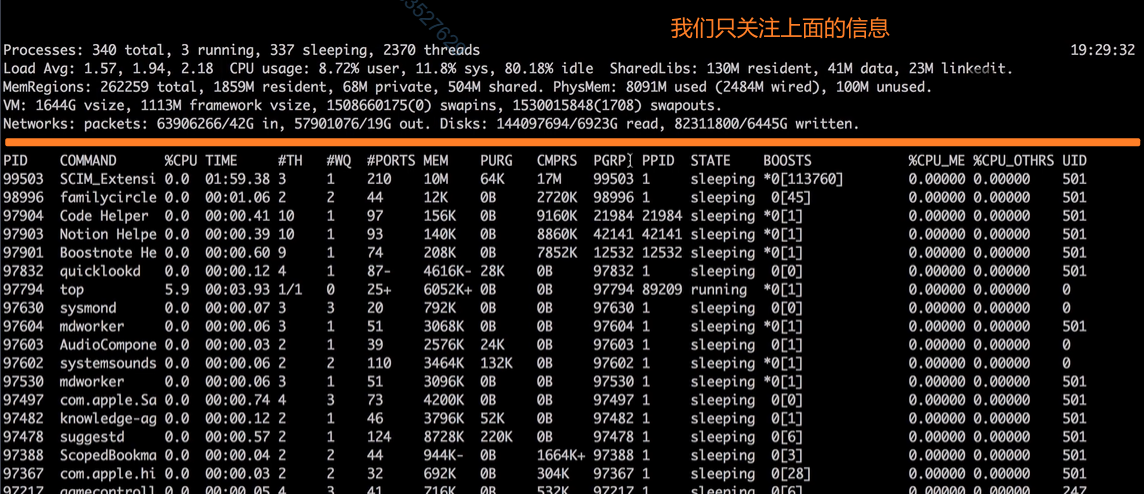 我们只关注上面的信息
Processes: 340 total, 3 running, 337 sleeping, 2370 threads 19:29:32
Load Avg: 1.57, 1.94, 2.18 CPU usage: 8.72% user, 11.8% sys, 80.18% idle SharedLibs: 130M resident, 41M data, 23M linkedit.
MemRegions: 262259 total, 1859M resident, 68M private, 504M shared. PhysMem: 8091M used (2484M wired), 100M unused.
VM: 1644G vsize, 1113M framework vsize, 1508660175(0) swapins, 1530015848(1708) swapouts.
Networks: packets: 63906266/42G in, 57901076/19G out. Disks: 144097694/6923G read, 82311800/6445G written.
PID COMMAND %CPU TIME #TH #WQ #PORTS MEM PURG CMPRS PGRP PPID STATE BOOSTS %CPU_ME %CPU_OTHRS UID
99503 SCIM_Extensi 0.0 01:59.38 3 1 210 10M 64K 17M 99503 1 sleeping *0[113760] 0.00000 0.00000 501
98996 familycircle 0.0 00:01.06 2 2 44 12K 0B 2720K 98996 1 sleeping 0[45] 0.00000 0.00000 501
97904 Code Helper 0.0 00:00.41 10 1 97 156K 0B 9160K 21984 21984 sleeping *0[1] 0.00000 0.00000 501
97903 Notion Helpe 0.0 00:00.39 10 1 93 140K 0B 8860K 42141 42141 sleeping *0[1] 0.00000 0.00000 501
97901 Boostnote He 0.0 00:00.60 9 1 74 208K 0B 7852K 12532 12532 sleeping *0[1] 0.00000 0.00000 501
97832 quicklookd 0.0 00:00.12 4 1 87- 4616K- 28K 0B 97832 1 sleeping 0[0] 0.00000 0.00000 501
97794 top 5.9 00:03.93 1/1 0 25+ 6052K+ 0B 0B 97794 89209 running *0[1] 0.00000 0.00000 0
97630 sysmond 0.0 00:00.07 3 3 20 792K 0B 0B 97630 1 sleeping 0[0] 0.00000 0.00000 0
97604 mdworker 0.0 00:00.06 3 1 51 3068K 0B 0B 97604 1 sleeping *0[1] 0.00000 0.00000 501
97603 AudioCompone 0.0 00:00.03 2 1 39 2576K 24K 0B 97603 1 sleeping 0[1] 0.00000 0.00000 0
97602 systemsounds 0.0 00:00.06 2 2 110 3464K 132K 0B 97602 1 sleeping *0[1] 0.00000 0.00000 0
97530 mdworker 0.0 00:00.06 3 1 51 3096K 0B 0B 97530 1 sleeping *0[1] 0.00000 0.00000 501
97497 com.apple.Sa 0.0 00:00.74 4 3 73 4200K 0B 0B 97497 1 sleeping 0[0] 0.00000 0.00000 501
97482 knowledge-ag 0.0 00:00.12 2 1 46 3796K 52K 0B 97482 1 sleeping 0[1] 0.00000 0.00000 501
97478 suggestd 0.0 00:00.57 2 1 124 8728K 220K 0B 97478 1 sleeping 0[6] 0.00000 0.00000 501
97388 ScopedBookma 0.0 00:00.04 2 2 44 944K- 0B 1664K+ 97388 1 sleeping 0[3] 0.00000 0.00000 501
97367 com.apple.hi 0.0 00:00.03 2 2 32 692K 0B 304K 97367 1 sleeping 0[28] 0.00000 0.00000 501
97217 gamecontroll 0.0 00:00.05 4 3 41 716K 0B 532K 97217 1 sleeping 0[6] 0.00000 0.00000 247